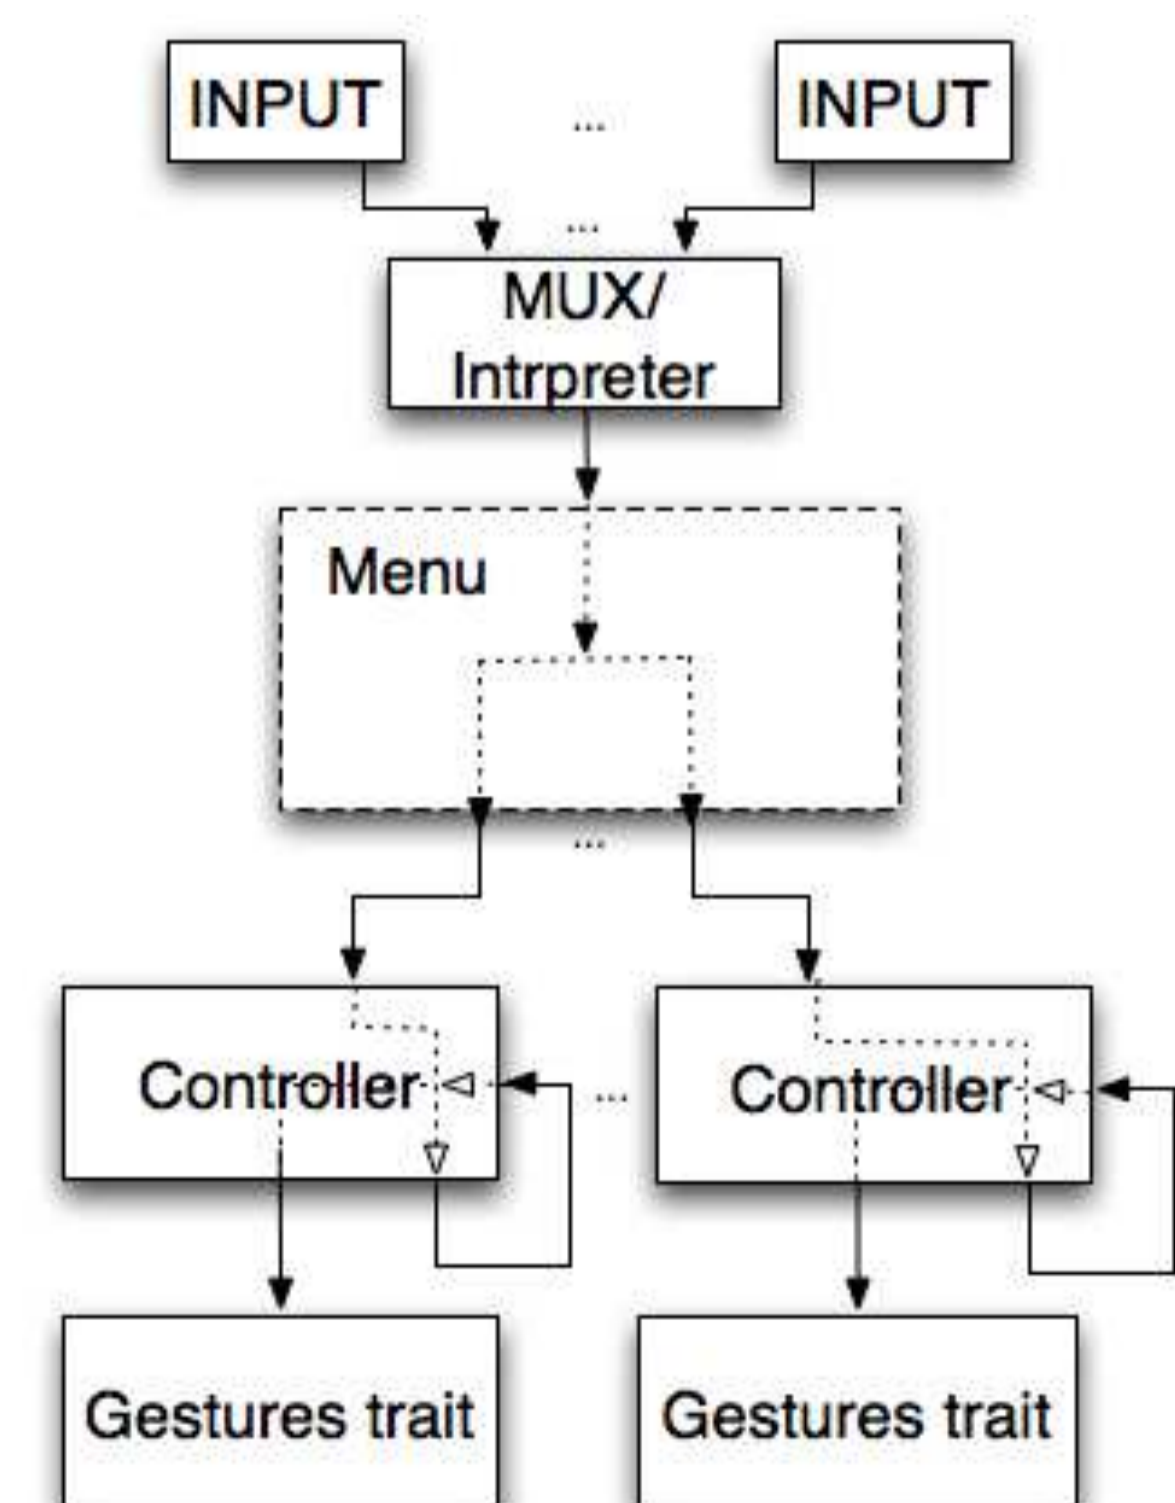 INPUT
...
INPUT
...
MUX/
Intrpreter
Menu
...
Controller
...
Controller
Gestures trait
Gestures trait